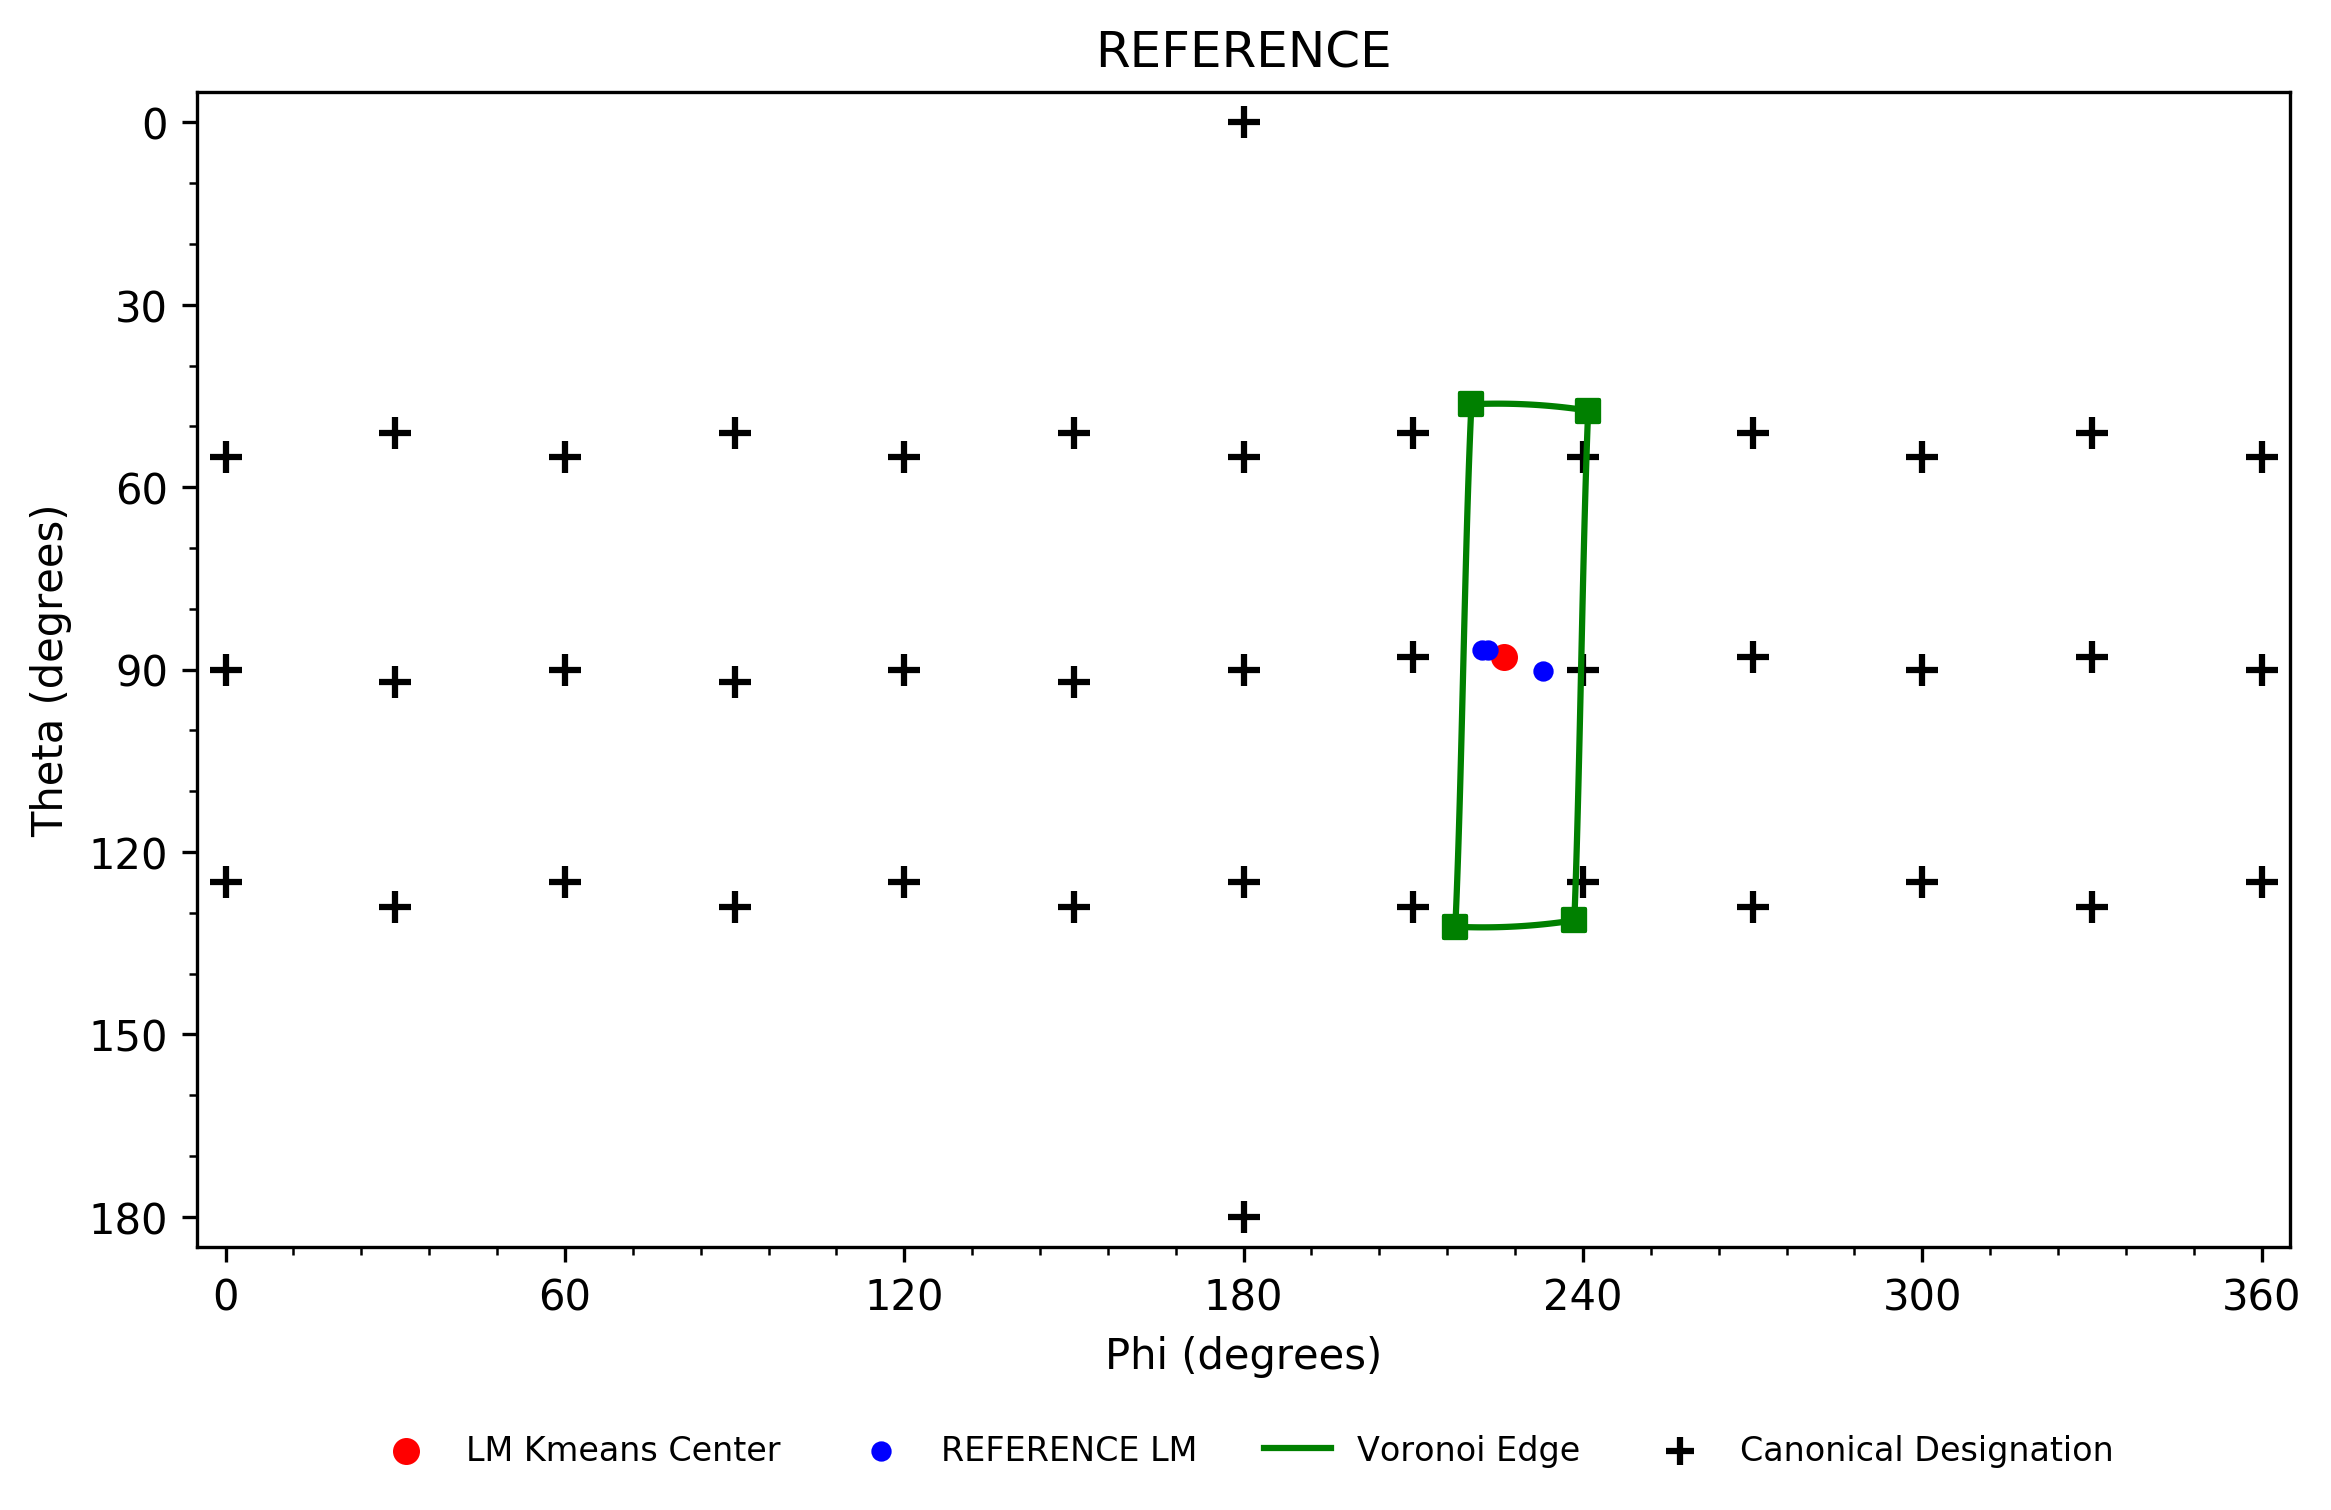 REFERENCE
0
30
60
90
120
150
180
Theta (degrees)
0 60 120 180 240 300 360
Phi (degrees)
LM Kmeans Center REFERENCE LM Voronoi Edge Canonical Designation